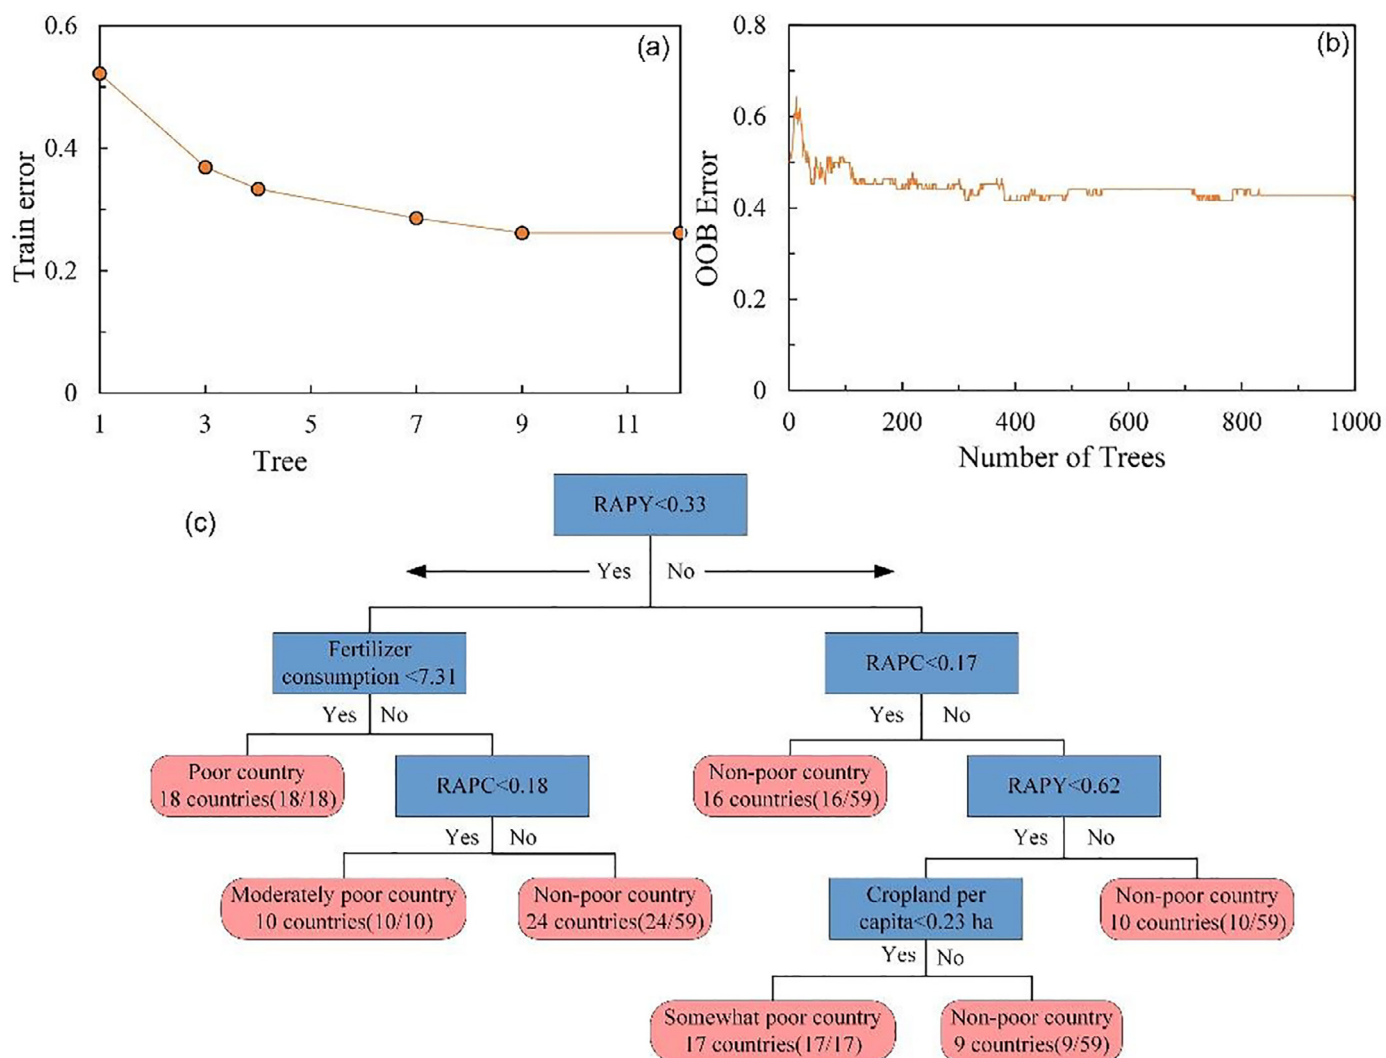 (a)
0.6
0.4
0.2
0
Train error
1 3 5 7 9 11
Tree
(b)
0.8
0.6
0.4
0.2
0
OOB Error
0 200 400 600 800 1000
Number of Trees
(c)
RAPY<0.33
Yes No
Fertilizer
consumption <7.31
Yes No
RAPC<0.17
Yes No
Poor country
18 countries(18/18)
RAPC<0.18
Yes No
Non-poor country
16 countries(16/59)
RAPY<0.62
Yes No
Moderately poor country
10 countries(10/10)
Non-poor country
24 countries(24/59)
Cropland per
capita<0.23 ha
Yes No
Non-poor country
10 countries(10/59)
Somewhat poor country
17 countries(17/17)
Non-poor country
9 countries(9/59)